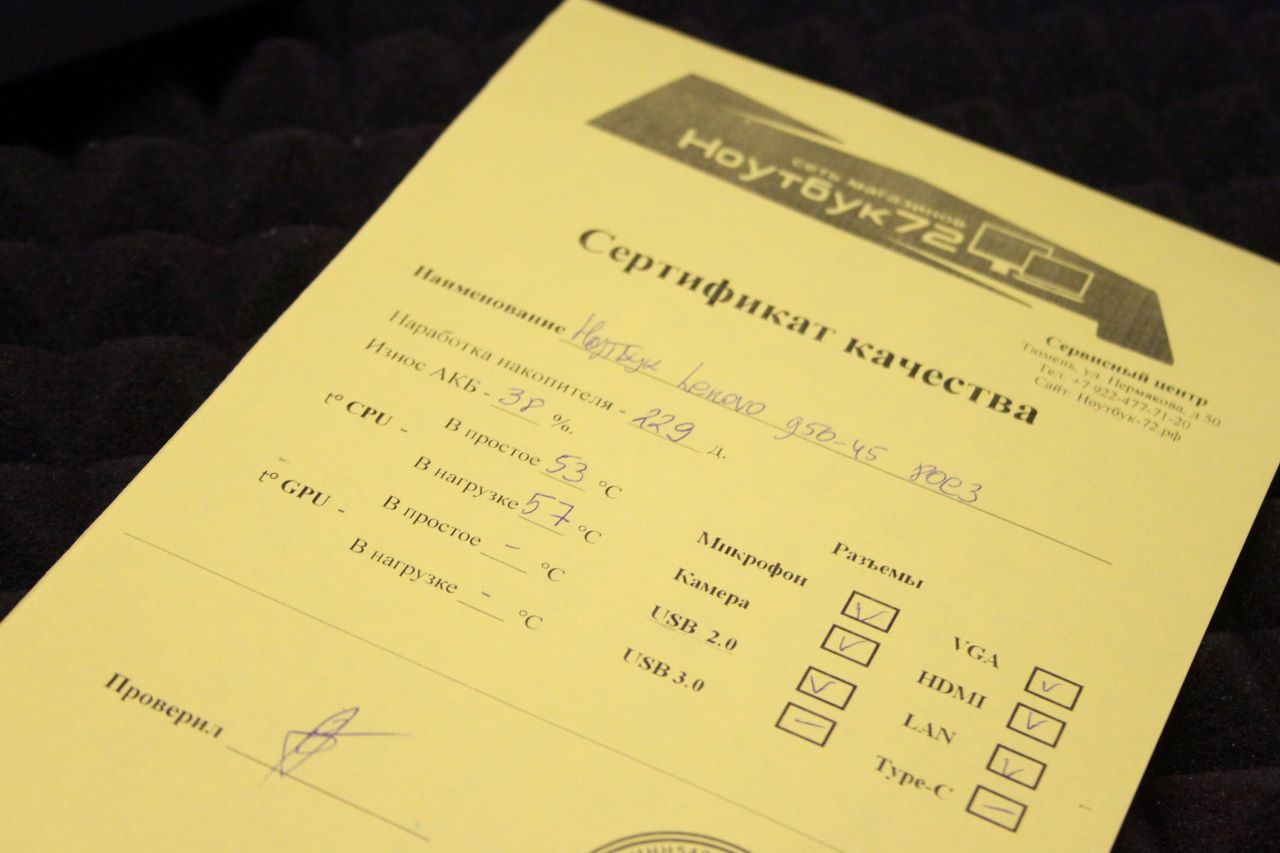 сеть магазинов
Ноутбук72
Сервисный центр
Тюмень, ул. Пермякова, д 50
Тел: +7 922-477-71-20
Сайт: Ноутбук-72.рф
Сертификат качества
Наименование Ноутбук Lenovo g50-45 80e3
Наработка накопителя - 229 д.
Износ АКБ - 38 %.
t° CPU - В простое 53 °C
В нагрузке 57 °C
t° GPU - В простое - °C
В нагрузке - °C
Разъемы
Микрофон ✓
Камера ✓
USB 2.0 ✓
USB 3.0 -
VGA ✓
HDMI ✓
LAN ✓
Type-C -
Проверил